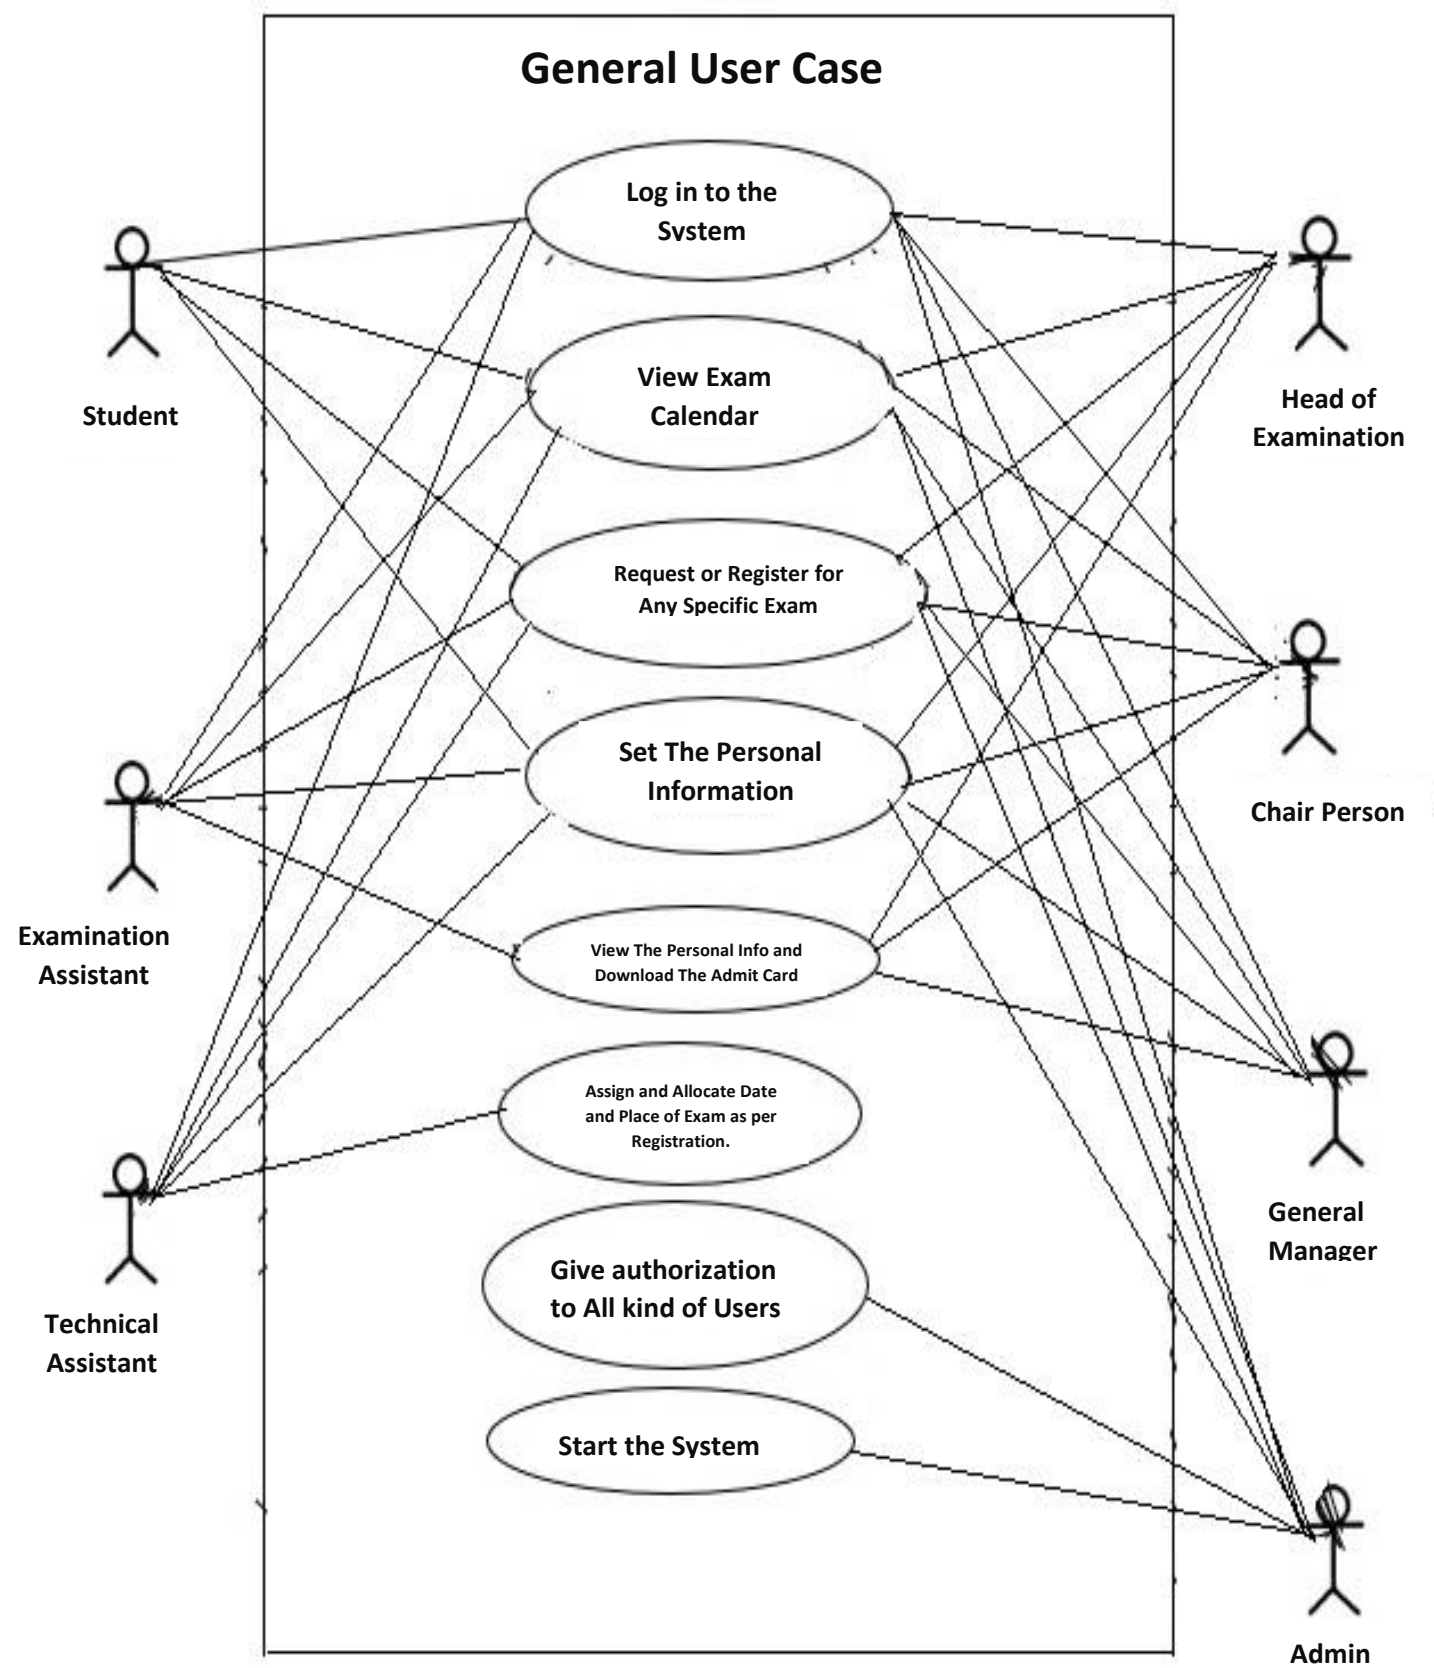 General User Case
Log in to the
System
View Exam
Calendar
Request or Register for
Any Specific Exam
Set The Personal
Information
View The Personal Info and
Download The Admit Card
Assign and Allocate Date
and Place of Exam as per
Registration.
Give authorization
to All kind of Users
Start the System
Student
Examination
Assistant
Technical
Assistant
Head of
Examination
Chair Person
General
Manager
Admin